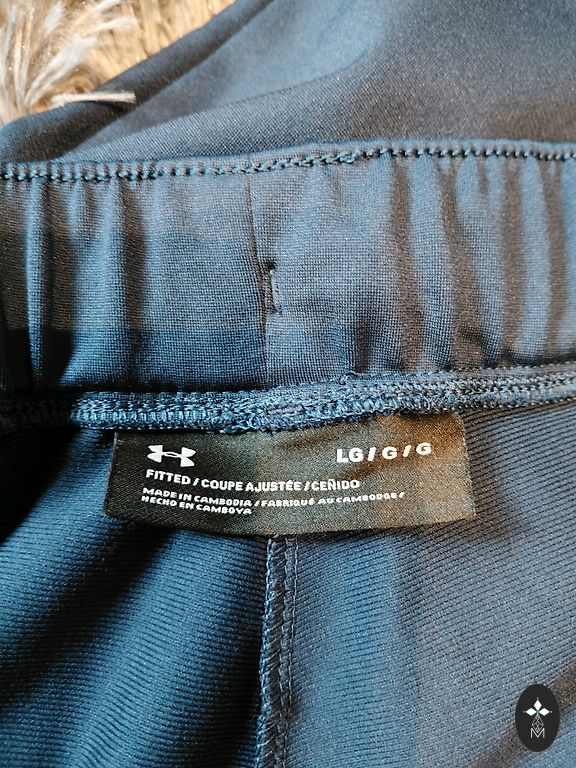 LG / G / G
FITTED / COUPE AJUSTÉE / CEÑIDO
MADE IN CAMBODIA / FABRIQUÉ AU CAMBODGE /
HECHO EN CAMBOYA
M